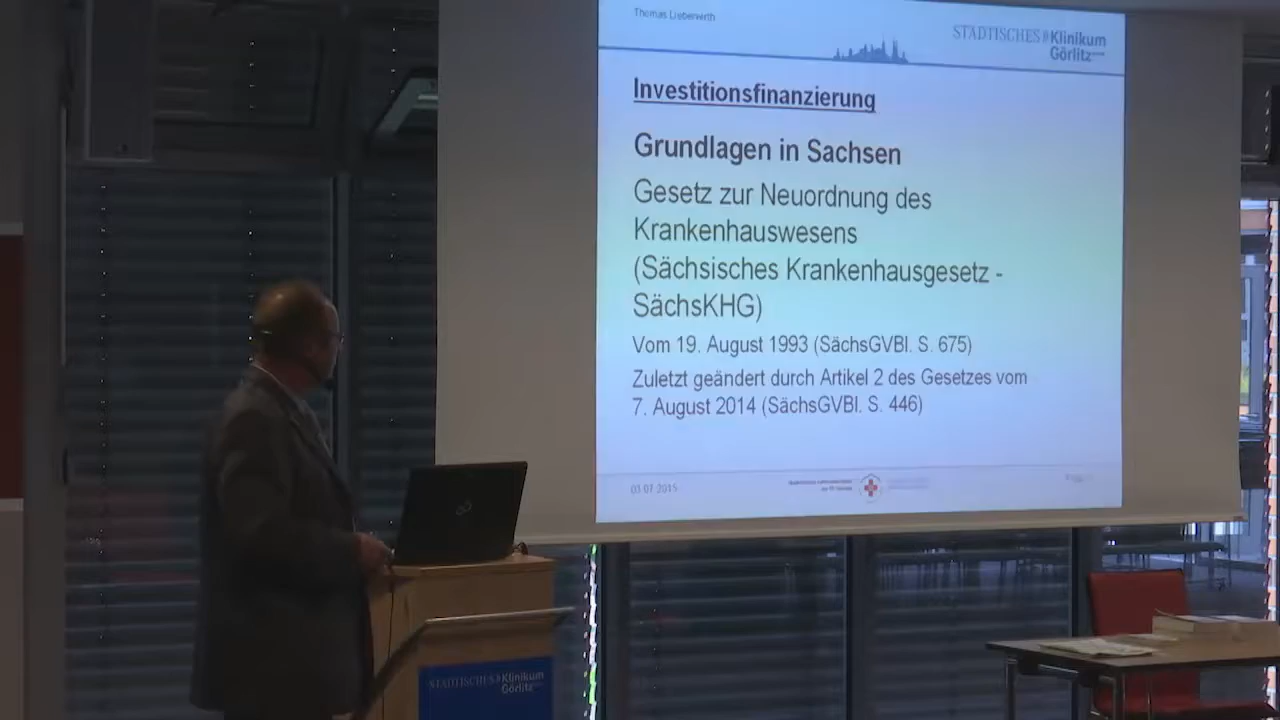 Thomas Lieberwirth
STÄDTISCHES Klinikum
Görlitz
Investitionsfinanzierung
Grundlagen in Sachsen
Gesetz zur Neuordnung des
Krankenhauswesens
(Sächsisches Krankenhausgesetz -
SächsKHG)
Vom 19. August 1993 (SächsGVBl. S. 675)
Zuletzt geändert durch Artikel 2 des Gesetzes vom
7. August 2014 (SächsGVBl. S. 446)
03.07.2015
STÄDTISCHES Klinikum
Görlitz